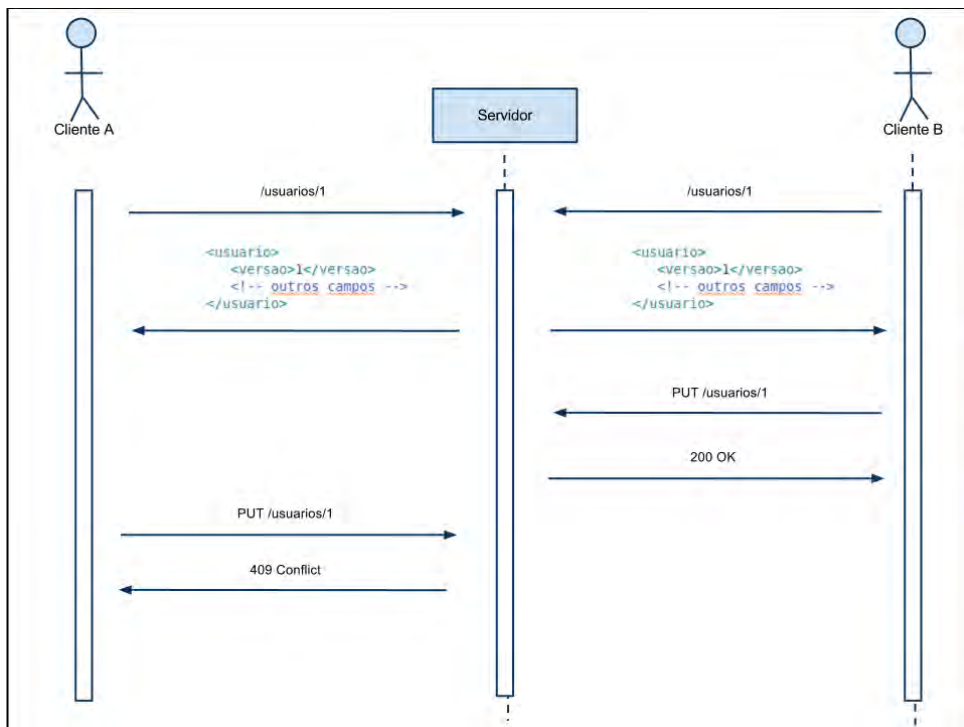 Cliente A
Servidor
Cliente B
/usuarios/1
/usuarios/1
<usuario>
<versao>1</versao>
<!-- outros campos -->
</usuario>
<usuario>
<versao>1</versao>
<!-- outros campos -->
</usuario>
PUT /usuarios/1
200 OK
PUT /usuarios/1
409 Conflict